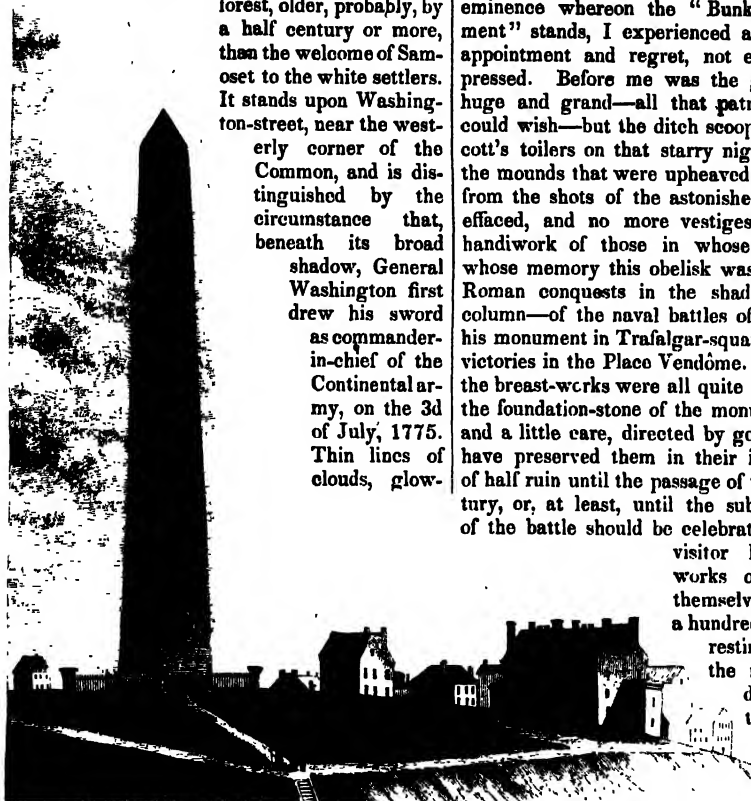 forest, older, probably, by
a half century or more,
than the welcome of Sam-
oset to the white settlers.
It stands upon Washing-
ton-street, near the west-
erly corner of the
Common, and is dis-
tinguished by the
circumstance that,
beneath its broad
shadow, General
Washington first
drew his sword
as commander-
in-chief of the
Continental ar-
my, on the 3d
of July, 1775.
Thin lines of
clouds, glow-
eminence whereon the “Bunk
ment” stands, I experienced a
appointment and regret, not e
pressed. Before me was the
huge and grand—all that patr
could wish—but the ditch scoop
cott's toilers on that starry nig
the mounds that were upheaved
from the shots of the astonishe
effaced, and no more vestiges
handiwork of those in whose
whose memory this obelisk was
Roman conquests in the shad
column—of the naval battles of
his monument in Trafalgar-squa
victories in the Place Vendôme.
the breast-works were all quite
the foundation-stone of the monu
and a little care, directed by go
have preserved them in their i
of half ruin until the passage of
tury, or, at least, until the sub
of the battle should be celebrat
visitor
works o
themselv
a hundre
restin
the
d
t